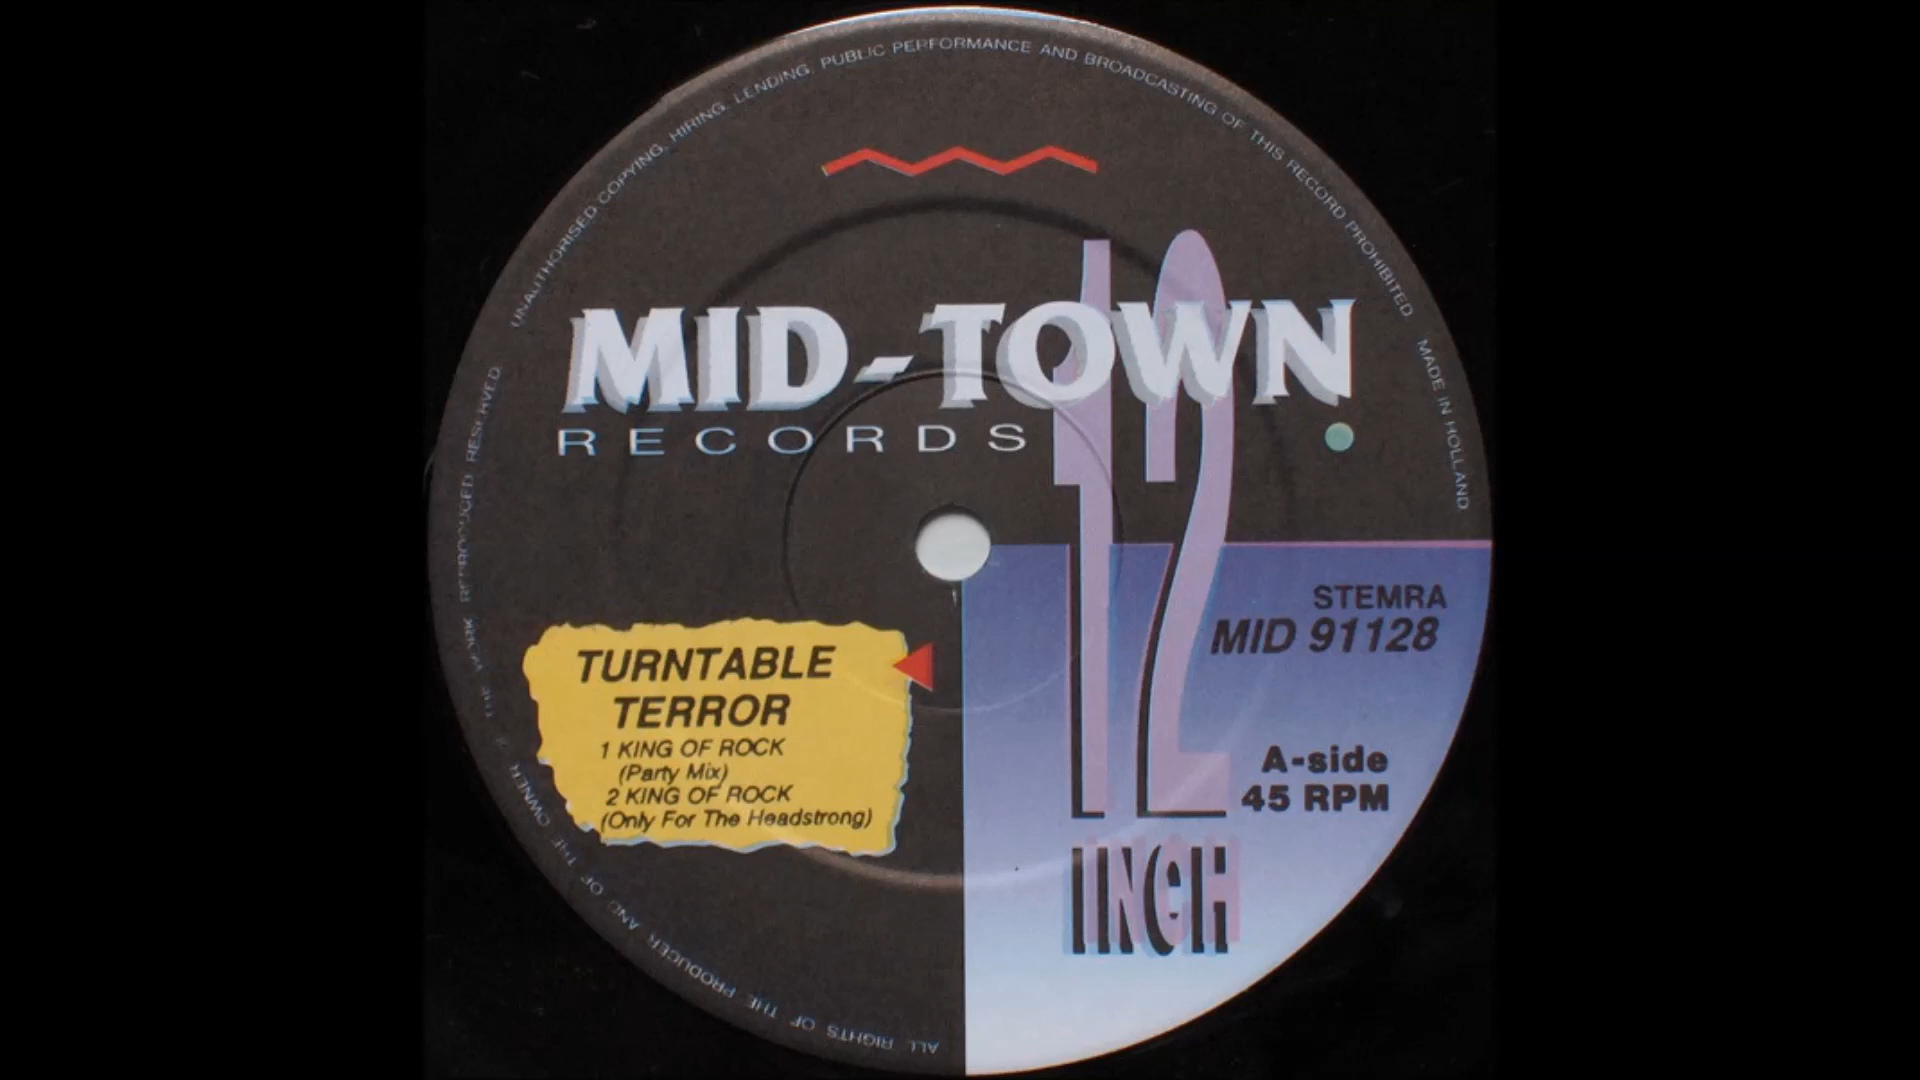 ALL RIGHTS OF THE PRODUCER AND OF THE OWNER OF THE WORK REPRODUCED RESERVED. UNAUTHORISED COPYING, HIRING, LENDING, PUBLIC PERFORMANCE AND BROADCASTING OF THIS RECORD PROHIBITED. MADE IN HOLLAND.
12
MID-TOWN
RECORDS
STEMRA
MID 91128
TURNTABLE
TERROR
1 KING OF ROCK
(Party Mix)
2 KING OF ROCK
(Only For The Headstrong)
A-side
45 RPM
INCH